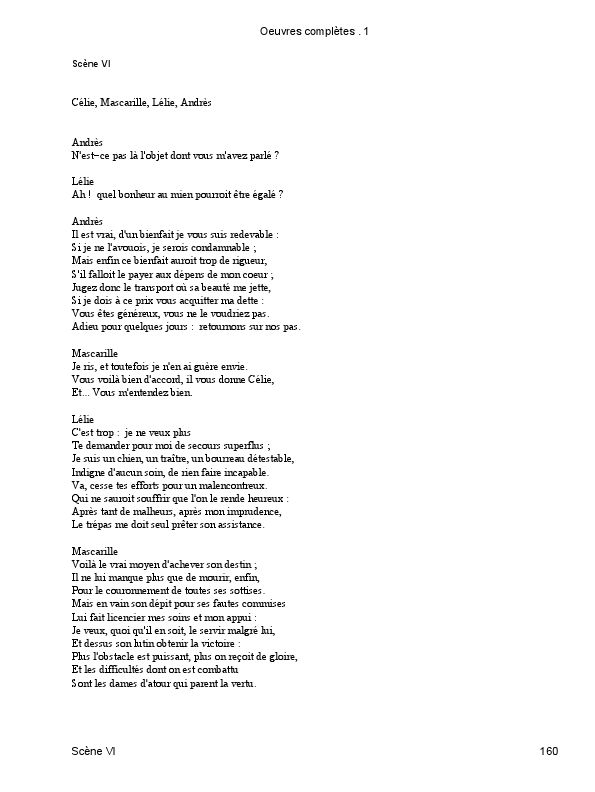 Oeuvres complètes . 1
Scène VI
Célie, Mascarille, Lélie, Andrès
Andrès
N'est-ce pas là l'objet dont vous m'avez parlé ?
Lélie
Ah ! quel bonheur au mien pourroit être égalé ?
Andrès
Il est vrai, d'un bienfait je vous suis redevable :
Si je ne l'avouois, je serois condamnable ;
Mais enfin ce bienfait auroit trop de rigueur,
S'il falloit le payer aux dépens de mon coeur ;
Jugez donc le transport où sa beauté me jette,
Si je dois à ce prix vous acquitter ma dette :
Vous êtes généreux, vous ne le voudriez pas.
Adieu pour quelques jours : retournons sur nos pas.
Mascarille
Je ris, et toutefois je n'en ai guère envie.
Vous voilà bien d'accord, il vous donne Célie,
Et... Vous m'entendez bien.
Lélie
C'est trop : je ne veux plus
Te demander pour moi de secours superflus ;
Je suis un chien, un traître, un bourreau détestable,
Indigne d'aucun soin, de rien faire incapable.
Va, cesse tes efforts pour un malencontreux.
Qui ne sauroit souffrir que l'on le rende heureux :
Après tant de malheurs, après mon imprudence,
Le trépas me doit seul prêter son assistance.
Mascarille
Voilà le vrai moyen d'achever son destin ;
Il ne lui manque plus que de mourir, enfin,
Pour le couronnement de toutes ses sottises.
Mais en vain son dépit pour ses fautes commises
Lui fait licencier mes soins et mon appui :
Je veux, quoi qu'il en soit, le servir malgré lui,
Et dessus son lutin obtenir la victoire :
Plus l'obstacle est puissant, plus on reçoit de gloire,
Et les difficultés dont on est combattu
Sont les dames d'atour qui parent la vertu.
Scène VI
160